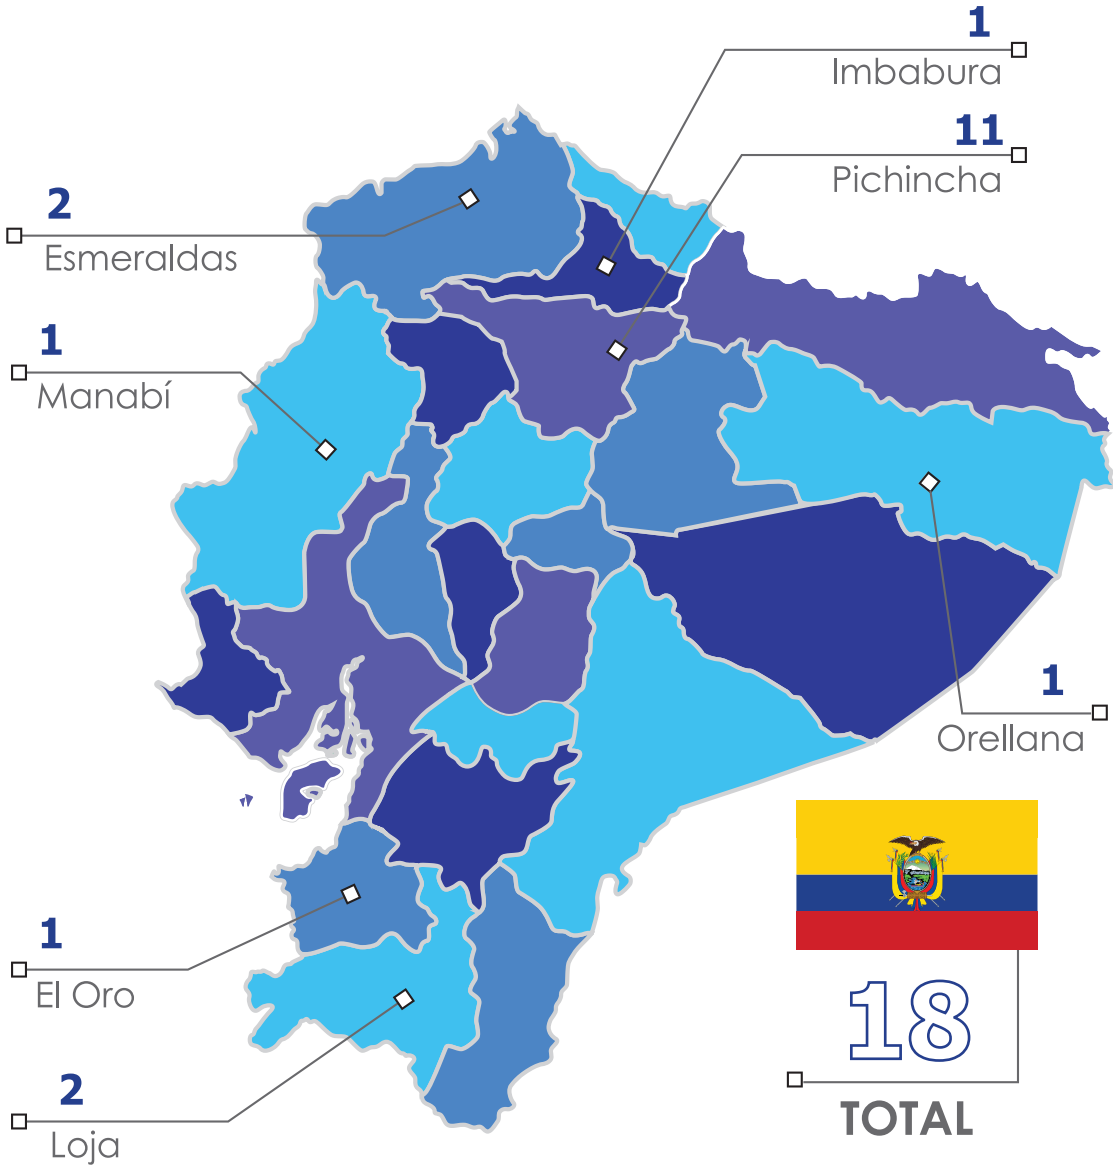 1
Imbabura
11
Pichincha
2
Esmeraldas
1
Manabí
1
Orellana
1
El Oro
2
Loja
18
TOTAL